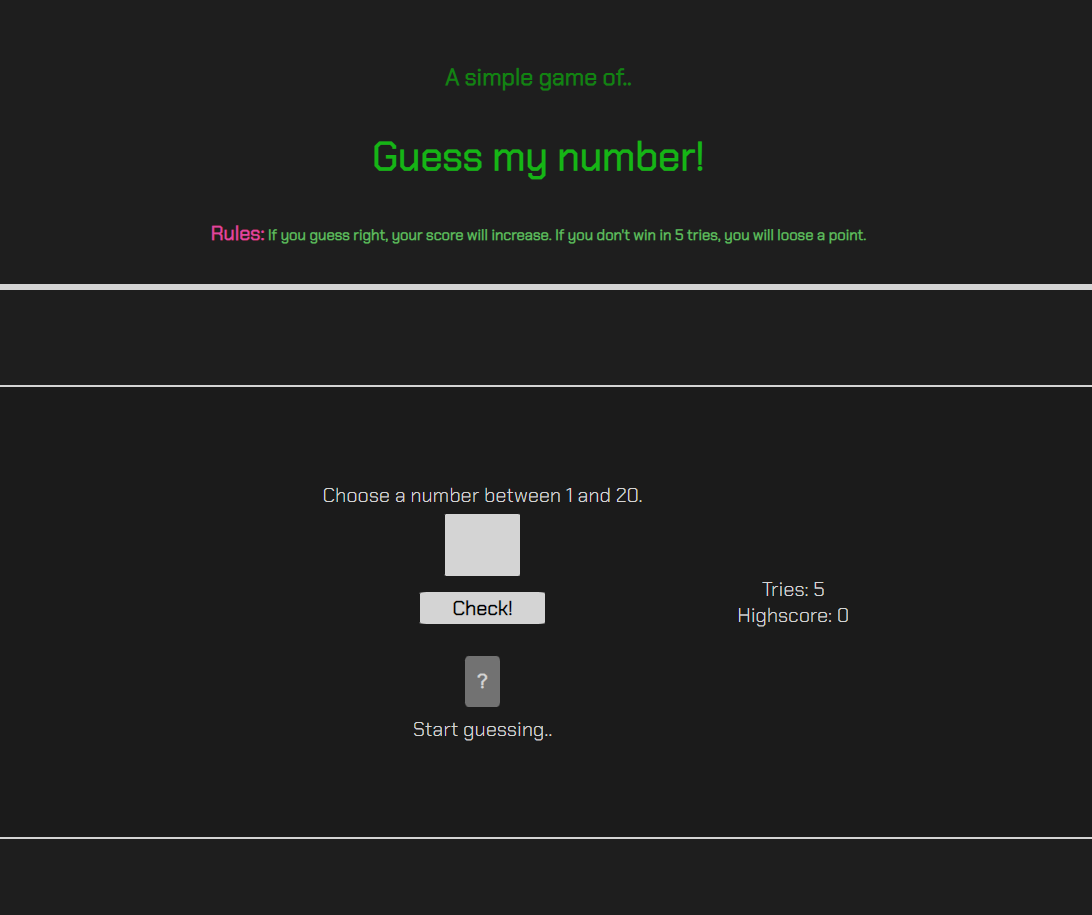 A simple game of..
Guess my number!
Rules: If you guess right, your score will increase. If you don't win in 5 tries, you will loose a point.
Choose a number between 1 and 20.
Check!
Tries: 5
Highscore: 0
?
Start guessing..